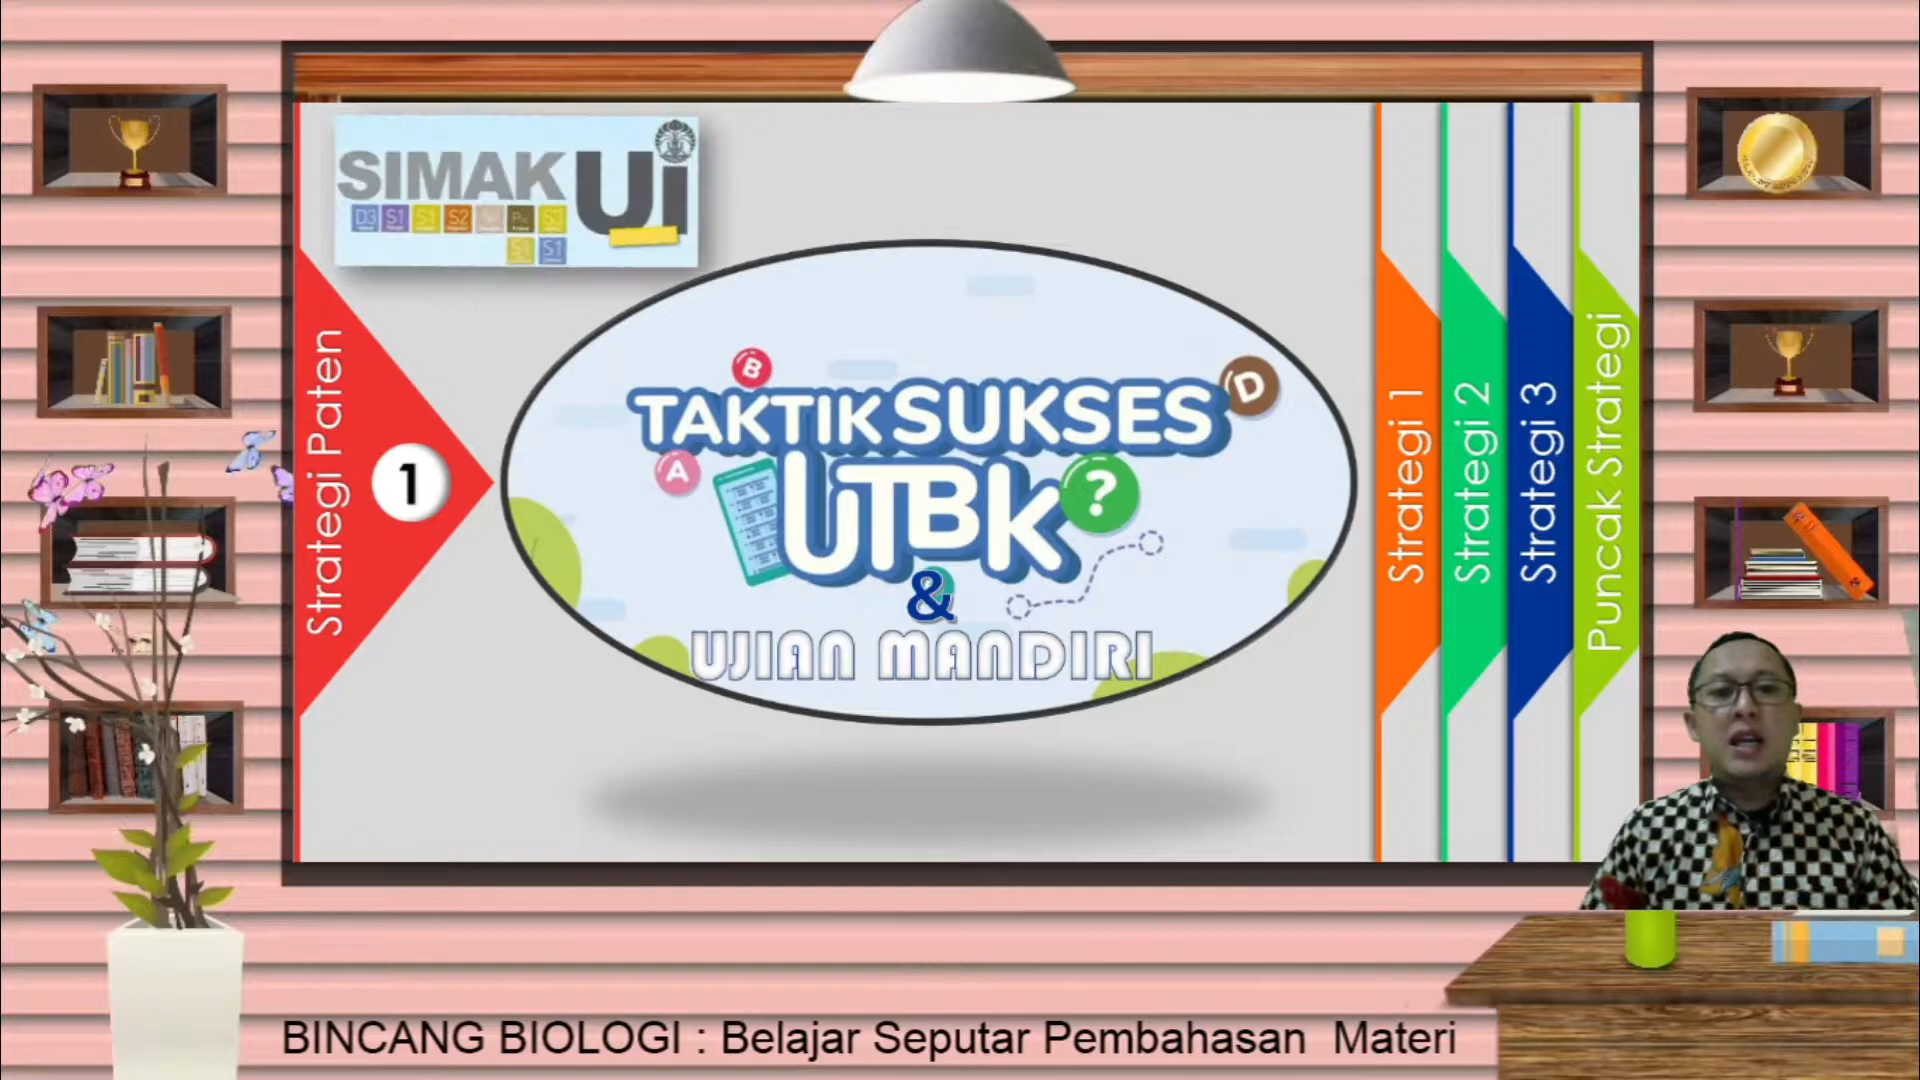 SIMAK UI
D3 S1 S1 S2 S3
S1 S1
Strategi Paten
1
B
D
TAKTIK SUKSES
A
UTBK ?
&
UJIAN MANDIRI
Strategi 1
Strategi 2
Strategi 3
Puncak Strategi
BINCANG BIOLOGI : Belajar Seputar Pembahasan Materi